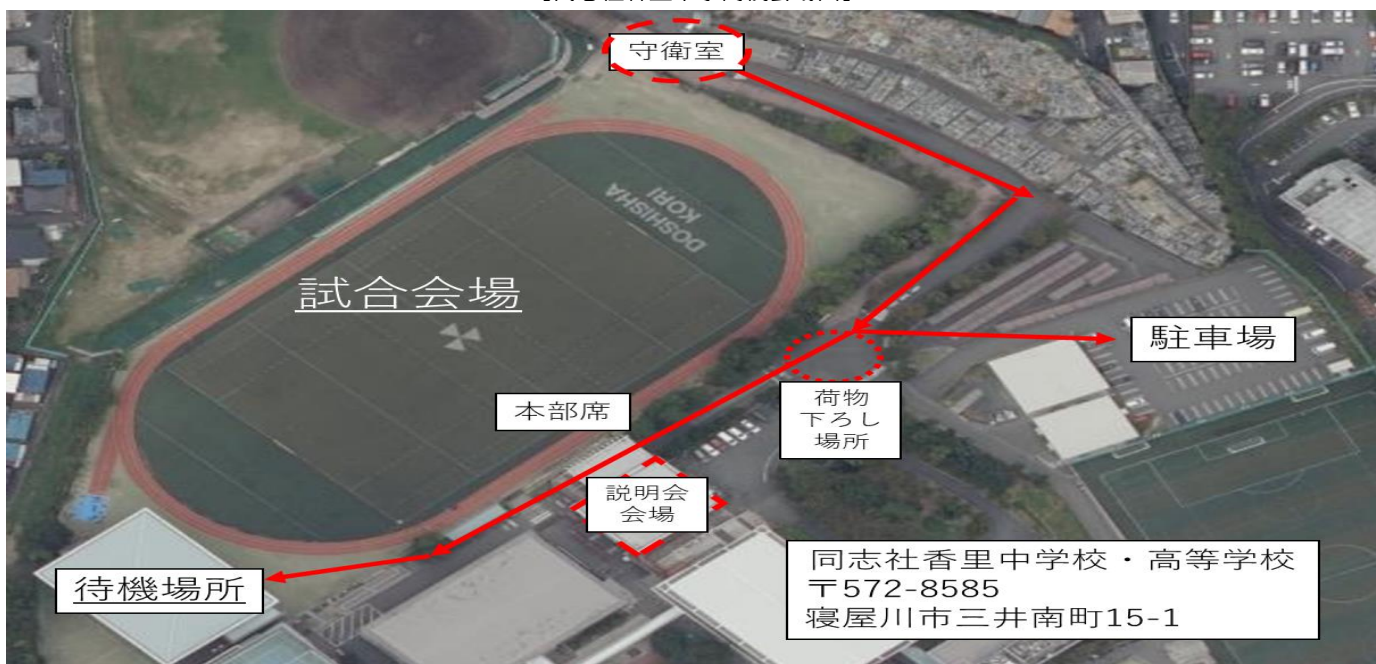 守衛室
DOSHISHA
KORI
試合会場
駐車場
本部席
荷物
下ろし
場所
説明会
会場
待機場所
同志社香里中学校・高等学校
〒572-8585
寝屋川市三井南町15-1